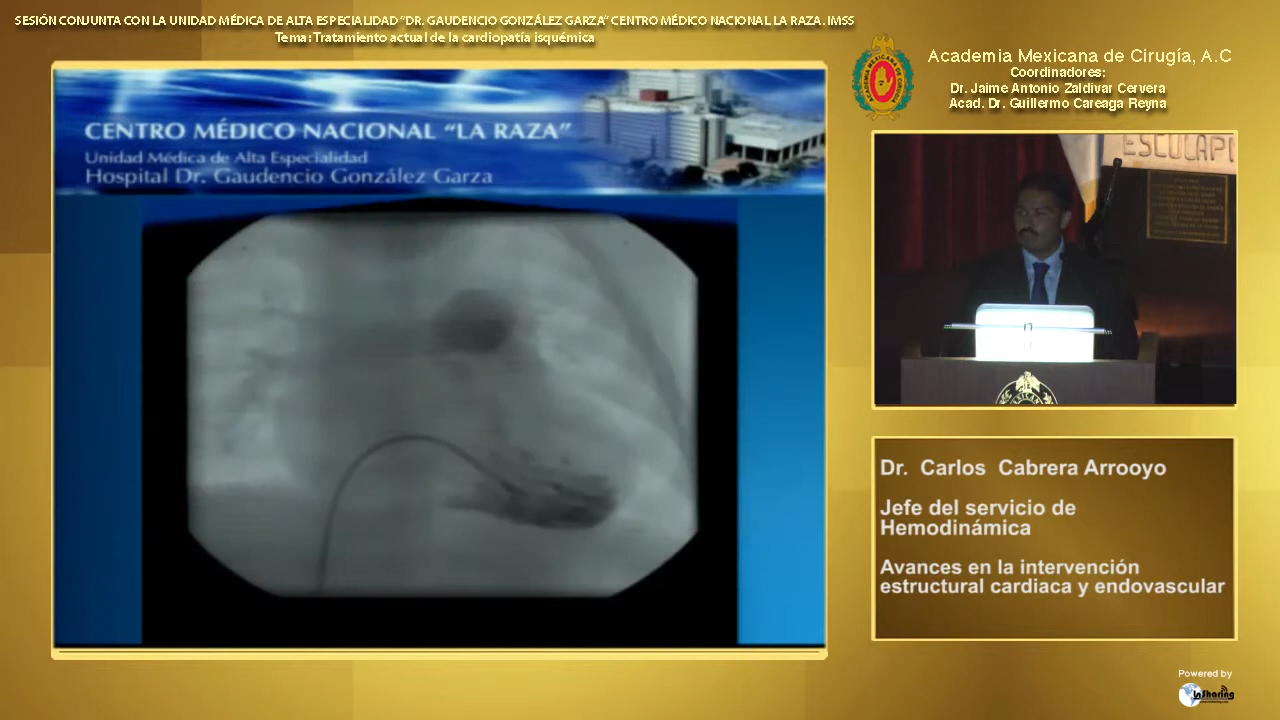 SESIÓN CONJUNTA CON LA UNIDAD MÉDICA DE ALTA ESPECIALIDAD "DR. GAUDENCIO GONZÁLEZ GARZA" CENTRO MÉDICO NACIONAL LA RAZA. IMSS
Tema: Tratamiento actual de la cardiopatía isquémica
Academia Mexicana de Cirugía, A.C
Coordinadores:
Dr. Jaime Antonio Zaldívar Cervera
Acad. Dr. Guillermo Careaga Reyna
CENTRO MÉDICO NACIONAL "LA RAZA"
Unidad Médica de Alta Especialidad
Hospital Dr. Gaudencio González Garza
ESCULAPI
Dr. Carlos Cabrera Arrooyo
Jefe del servicio de
Hemodinámica
Avances en la intervención
estructural cardiaca y endovascular
Powered by
InSharing